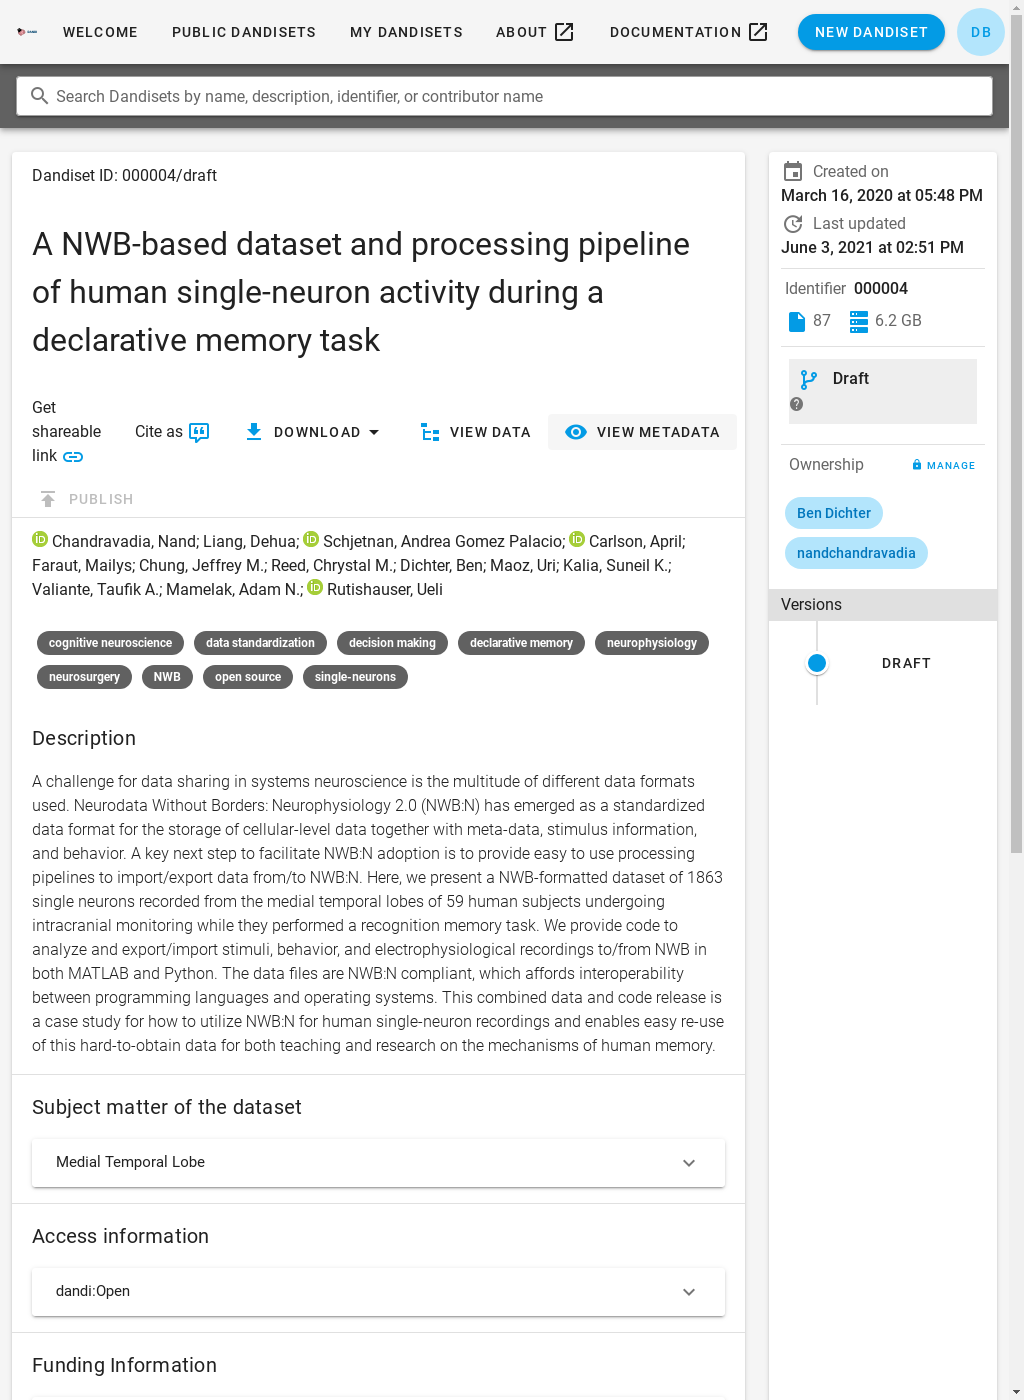 WELCOME PUBLIC DANDISETS MY DANDISETS ABOUT DOCUMENTATION NEW DANDISET DB
Search Dandisets by name, description, identifier, or contributor name
Dandiset ID: 000004/draft
A NWB-based dataset and processing pipeline
of human single-neuron activity during a
declarative memory task
Get
shareable
link
Cite as
DOWNLOAD
VIEW DATA
VIEW METADATA
PUBLISH
Chandravadia, Nand; Liang, Dehua; Schjetnan, Andrea Gomez Palacio; Carlson, April;
Faraut, Mailys; Chung, Jeffrey M.; Reed, Chrystal M.; Dichter, Ben; Maoz, Uri; Kalia, Suneil K.;
Valiante, Taufik A.; Mamelak, Adam N.; Rutishauser, Ueli
cognitive neuroscience data standardization decision making declarative memory neurophysiology
neurosurgery NWB open source single-neurons
Description
A challenge for data sharing in systems neuroscience is the multitude of different data formats
used. Neurodata Without Borders: Neurophysiology 2.0 (NWB:N) has emerged as a standardized
data format for the storage of cellular-level data together with meta-data, stimulus information,
and behavior. A key next step to facilitate NWB:N adoption is to provide easy to use processing
pipelines to import/export data from/to NWB:N. Here, we present a NWB-formatted dataset of 1863
single neurons recorded from the medial temporal lobes of 59 human subjects undergoing
intracranial monitoring while they performed a recognition memory task. We provide code to
analyze and export/import stimuli, behavior, and electrophysiological recordings to/from NWB in
both MATLAB and Python. The data files are NWB:N compliant, which affords interoperability
between programming languages and operating systems. This combined data and code release is
a case study for how to utilize NWB:N for human single-neuron recordings and enables easy re-use
of this hard-to-obtain data for both teaching and research on the mechanisms of human memory.
Subject matter of the dataset
Medial Temporal Lobe
Access information
dandi:Open
Funding Information
Created on
March 16, 2020 at 05:48 PM
Last updated
June 3, 2021 at 02:51 PM
Identifier 000004
87 6.2 GB
Draft
Ownership MANAGE
Ben Dichter
nandchandravadia
Versions
DRAFT